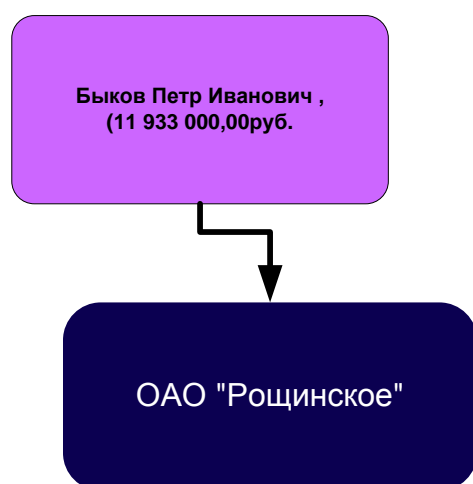 Быков Петр Иванович ,
(11 933 000,00руб.
ОАО "Рощинское"